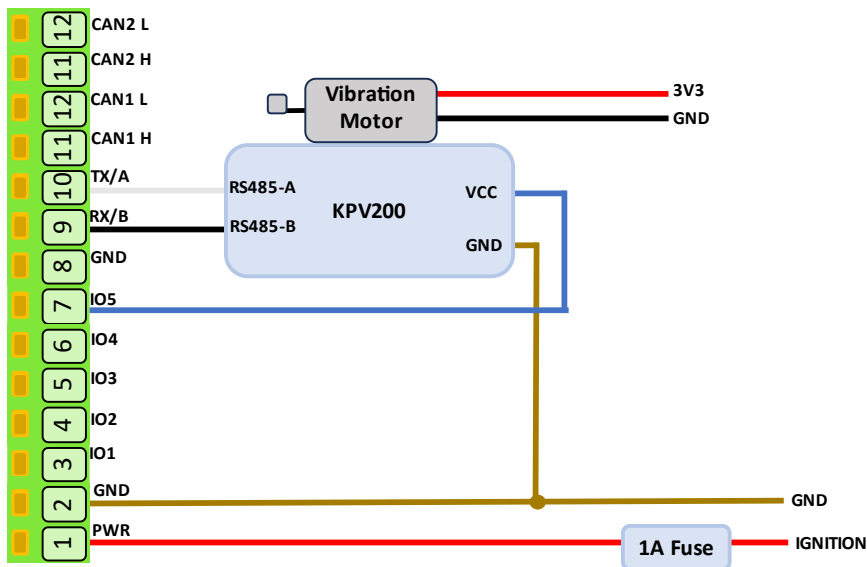 12 CAN2 L
11 CAN2 H
12 CAN1 L
11 CAN1 H
10 TX/A
9 RX/B
8 GND
7 IO5
6 IO4
5 IO3
4 IO2
3 IO1
2 GND
1 PWR
Vibration
Motor
3V3
GND
RS485-A
RS485-B
KPV200
VCC
GND
GND
1A Fuse
IGNITION